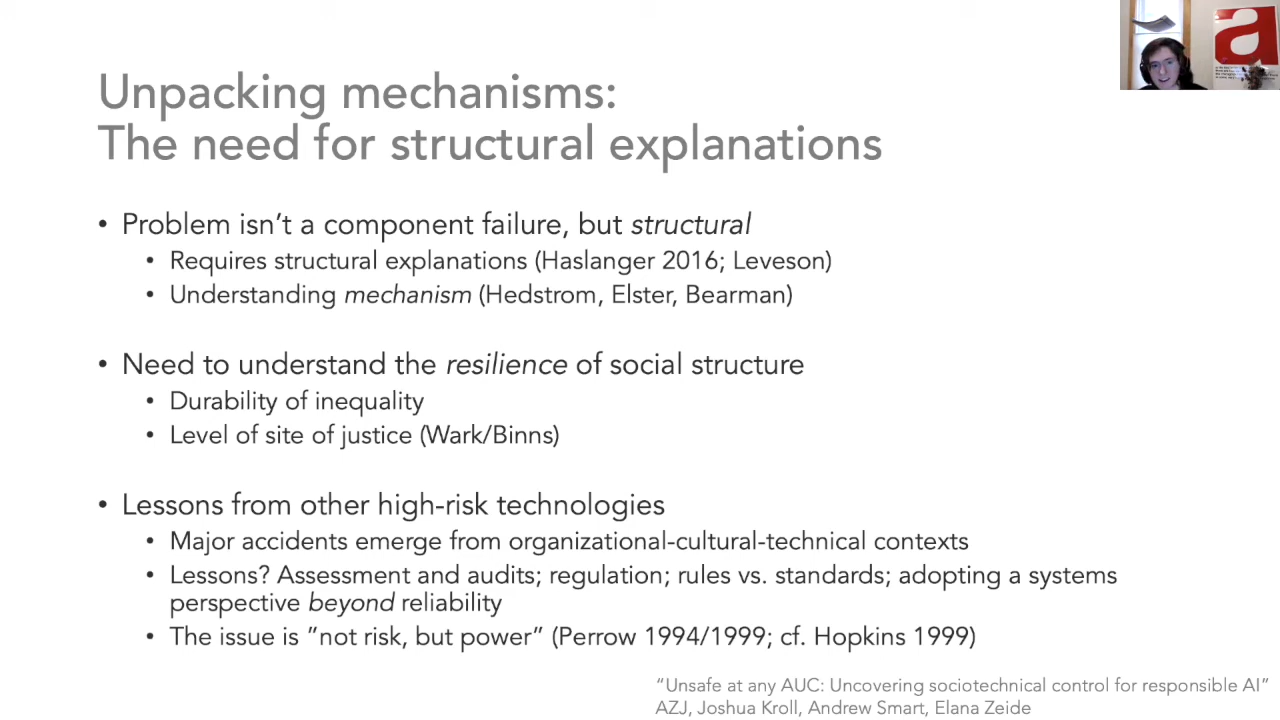 Unpacking mechanisms:
The need for structural explanations
• Problem isn’t a component failure, but structural
• Requires structural explanations (Haslanger 2016; Leveson)
• Understanding mechanism (Hedstrom, Elster, Bearman)
• Need to understand the resilience of social structure
• Durability of inequality
• Level of site of justice (Wark/Binns)
• Lessons from other high-risk technologies
• Major accidents emerge from organizational-cultural-technical contexts
• Lessons? Assessment and audits; regulation; rules vs. standards; adopting a systems
perspective beyond reliability
• The issue is ”not risk, but power” (Perrow 1994/1999; cf. Hopkins 1999)
“Unsafe at any AUC: Uncovering sociotechnical control for responsible AI”
AZJ, Joshua Kroll, Andrew Smart, Elana Zeide
a